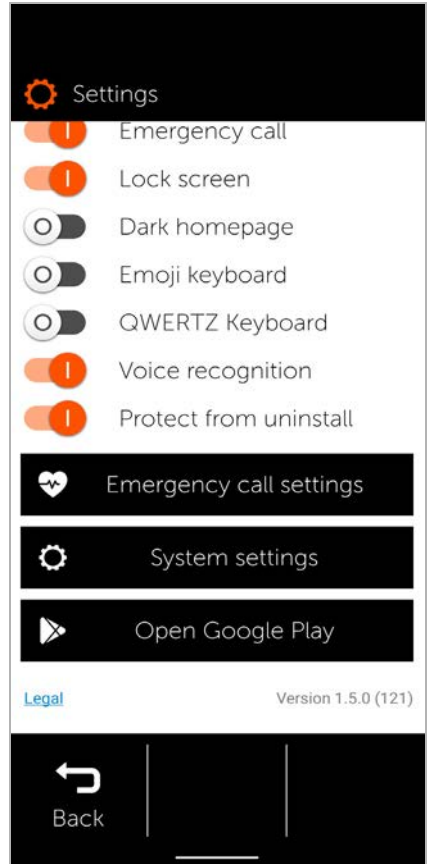 Settings
Emergency call
Lock screen
Dark homepage
Emoji keyboard
QWERTZ Keyboard
Voice recognition
Protect from uninstall
Emergency call settings
System settings
Open Google Play
Legal Version 1.5.0 (121)
Back